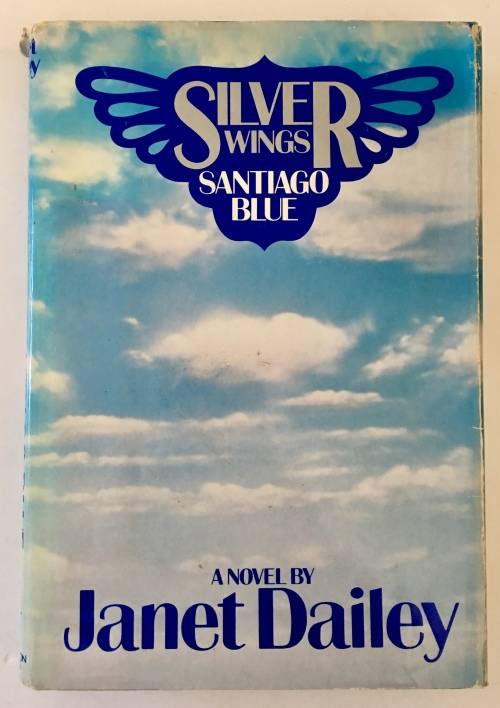 SILVER
WINGS
SANTIAGO
BLUE
A NOVEL BY
Janet Dailey